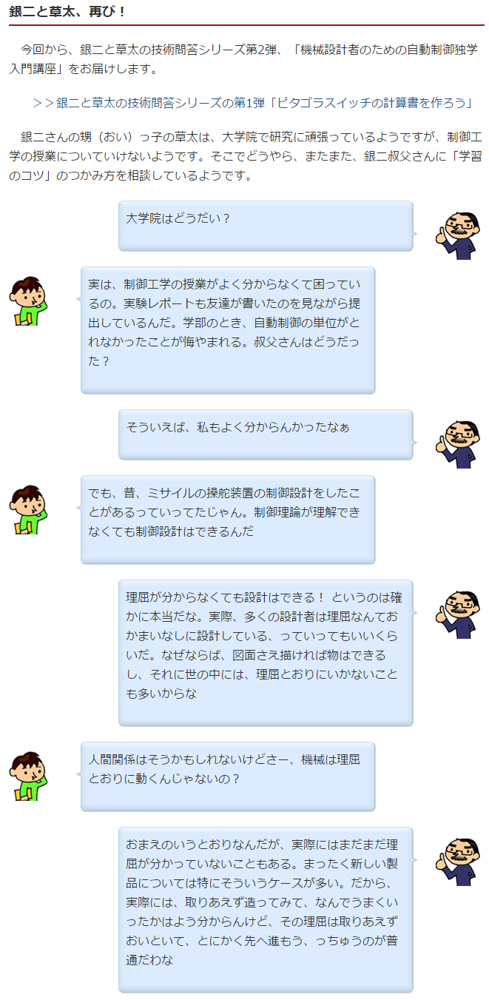 銀二と草太、再び！
今回から、銀二と草太の技術問答シリーズ第2弾、「機械設計者のための自動制御独学
入門講座」をお届けします。
＞＞銀二と草太の技術問答シリーズの第1弾「ピタゴラスイッチの計算書を作ろう」
銀二さんの甥（おい）っ子の草太は、大学院で研究に頑張っているようですが、制御工
学の授業についていけないようです。そこでどうやら、またまた、銀二叔父さんに「学習
のコツ」のつかみ方を相談しているようです。
大学院はどうだい？
実は、制御工学の授業がよく分からなくて困ってい
るの。実験レポートも友達が書いたのを見ながら提
出しているんだ。学部のとき、自動制御の単位がと
れなかったことが悔やまれる。叔父さんはどうだっ
た？
そういえば、私もよく分からんかったなぁ
でも、昔、ミサイルの操舵装置の制御設計をしたこ
とがあるっていってたじゃん。制御理論が理解でき
なくても制御設計はできるんだ
理屈が分からなくても設計はできる！ というのは確
かに本当だな。実際、多くの設計者は理屈なんてお
かまいなしに設計している、っていってもいいくら
いだ。なぜならば、図面さえ描ければ物はできる
し、それに世の中には、理屈とおりにいかないこと
も多いからな
人間関係はそうかもしれないけどさー、機械は理屈
とおりに動くんじゃないの？
おまえのいうとおりなんだが、実際にはまだまだ理
屈が分かっていないこともある。まったく新しい製
品については特にそういうケースが多い。だから、
実際には、取りあえず造ってみて、なんでうまくい
ったかはよう分からんけど、その理屈は取りあえず
おいといて、とにかく先へ進もう、っちゅうのが普
通だわな